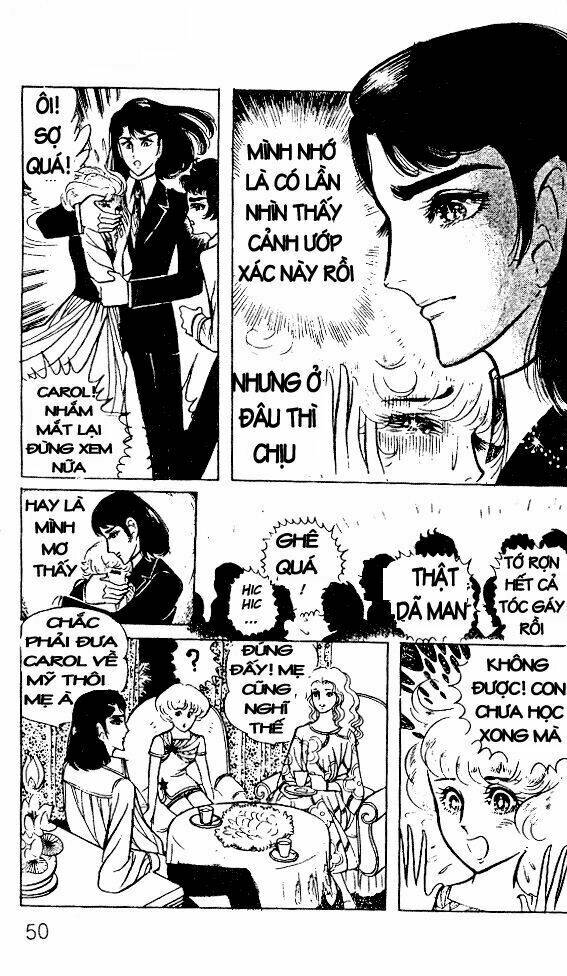 ÔI!
SỢ
QUÁ!
CAROL!
NHẮM
MẮT LẠI
ĐỪNG XEM
NỮA
MÌNH NHỚ
LÀ CÓ LẦN
NHÌN THẤY
CẢNH ƯỚP
XÁC NÀY RỒI
NHƯNG Ở
ĐÂU THÌ
CHỊU
HAY LÀ
MÌNH
MƠ
THẤY
HIC
HIC
...
GHÊ
QUÁ
!
THẬT
DÃ MAN
TỚ RỢN
HẾT CẢ
TÓC GÁY
RỒI
CHẮC
PHẢI ĐƯA
CAROL VỀ
MỸ THÔI
MẸ À
?
ĐÚNG
ĐẤY! MẸ
CŨNG
NGHĨ
THẾ
KHÔNG
ĐƯỢC! CON
CHƯA HỌC
XONG MÀ
50